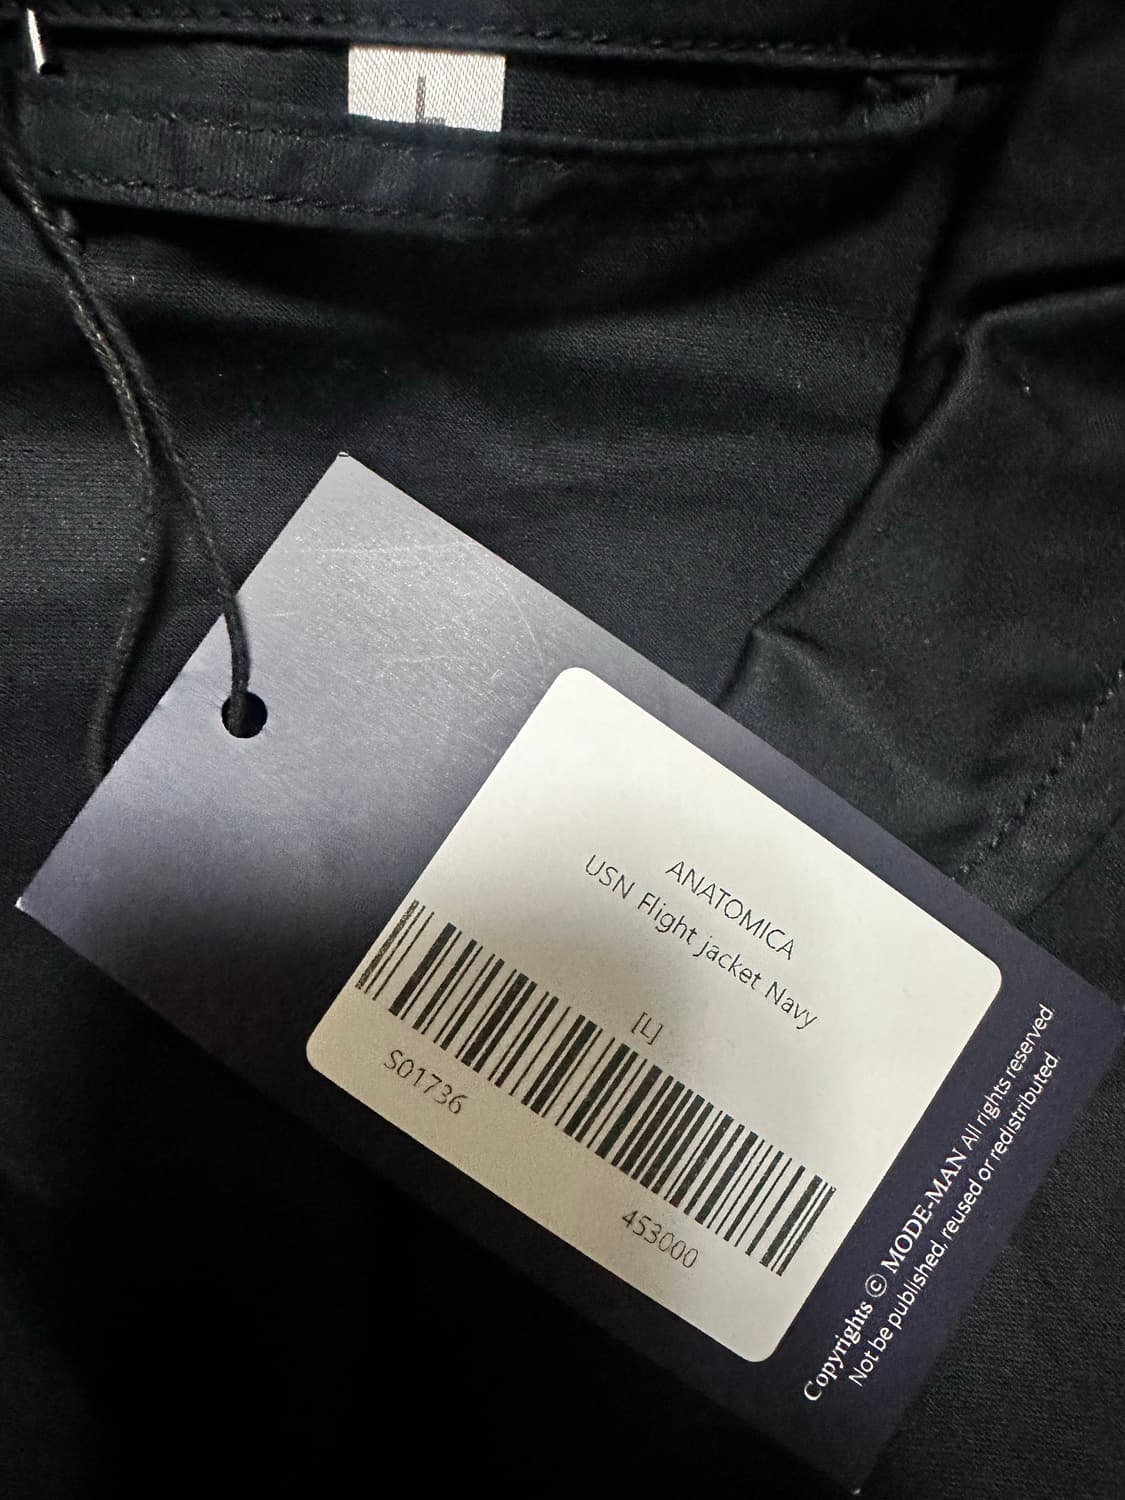 L
ANATOMICA
USN Flight jacket Navy
[L]
S01736
453000
Copyrights © MODE-MAN All rights reserved.
Not be published, reused or redistributed.